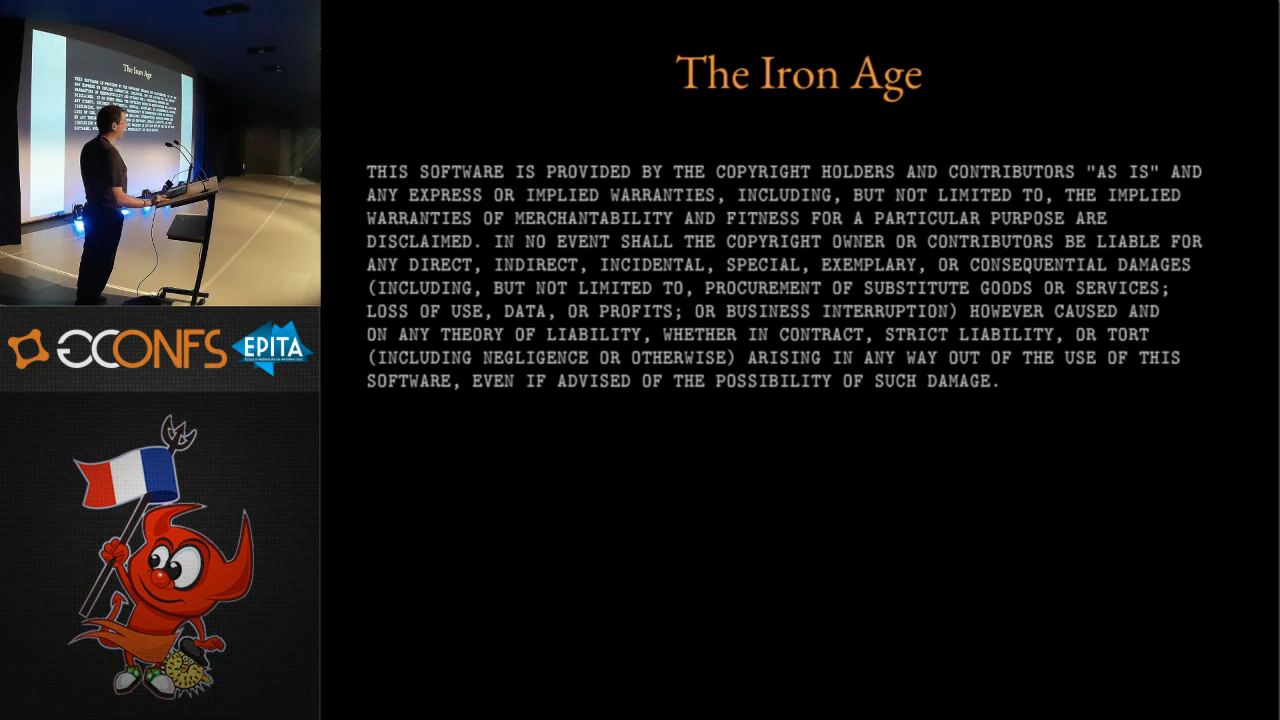 The Iron Age
THIS SOFTWARE IS PROVIDED BY THE COPYRIGHT HOLDERS AND CONTRIBUTORS "AS IS" AND
ANY EXPRESS OR IMPLIED WARRANTIES, INCLUDING, BUT NOT LIMITED TO, THE IMPLIED
WARRANTIES OF MERCHANTABILITY AND FITNESS FOR A PARTICULAR PURPOSE ARE
DISCLAIMED. IN NO EVENT SHALL THE COPYRIGHT OWNER OR CONTRIBUTORS BE LIABLE FOR
ANY DIRECT, INDIRECT, INCIDENTAL, SPECIAL, EXEMPLARY, OR CONSEQUENTIAL DAMAGES
(INCLUDING, BUT NOT LIMITED TO, PROCUREMENT OF SUBSTITUTE GOODS OR SERVICES;
LOSS OF USE, DATA, OR PROFITS; OR BUSINESS INTERRUPTION) HOWEVER CAUSED AND
ON ANY THEORY OF LIABILITY, WHETHER IN CONTRACT, STRICT LIABILITY, OR TORT
(INCLUDING NEGLIGENCE OR OTHERWISE) ARISING IN ANY WAY OUT OF THE USE OF THIS
SOFTWARE, EVEN IF ADVISED OF THE POSSIBILITY OF SUCH DAMAGE.
The Iron Age
GCONFS
EPITA